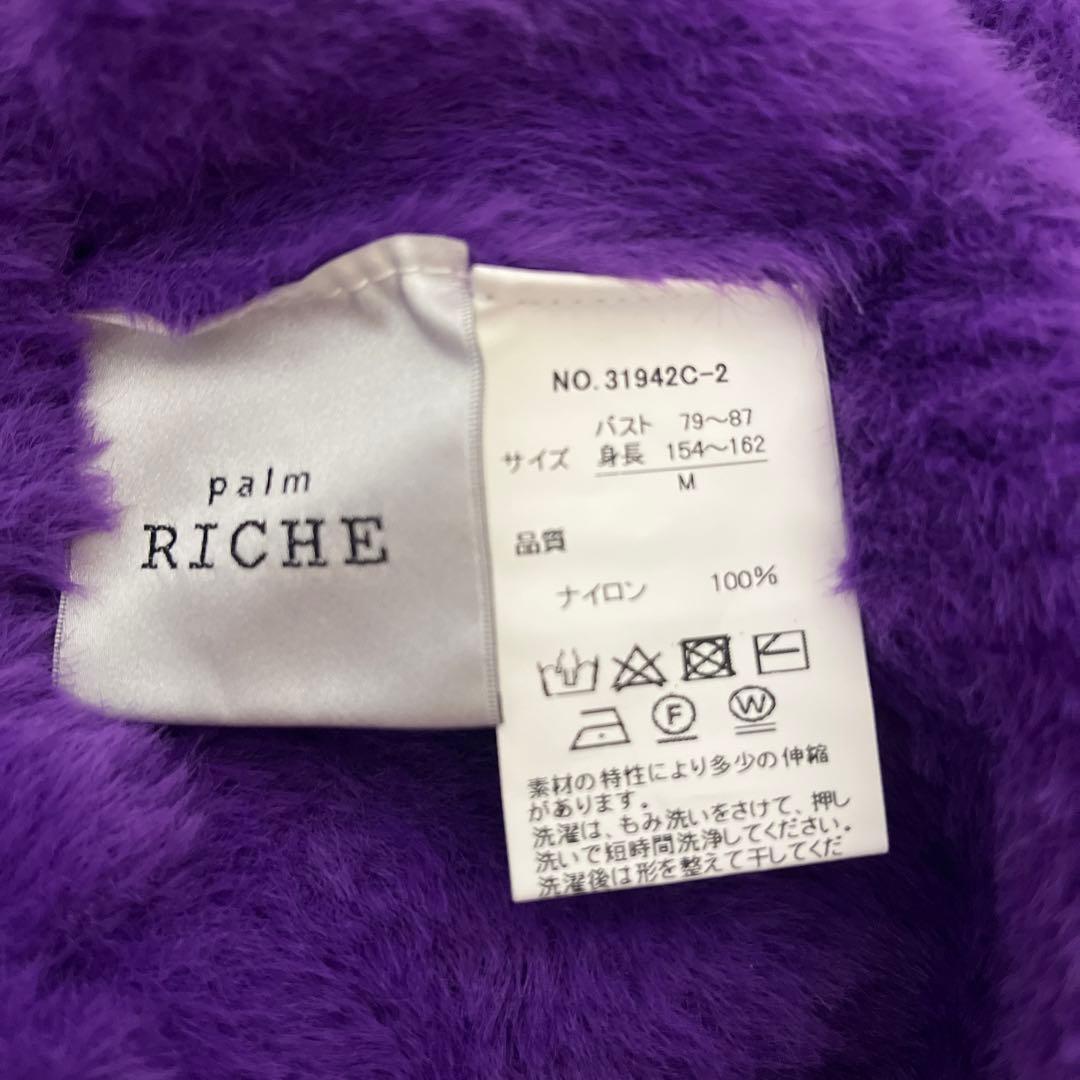 palm
RICHE
NO.31942C-2
バスト 79~87
サイズ 身長 154~162
M
品質
ナイロン 100%
F W
素材の特性により多少の伸縮
があります。
洗濯は、もみ洗いをさけて、押し
洗いで短時間洗浄してください。
洗濯後は形を整えて干してくだ